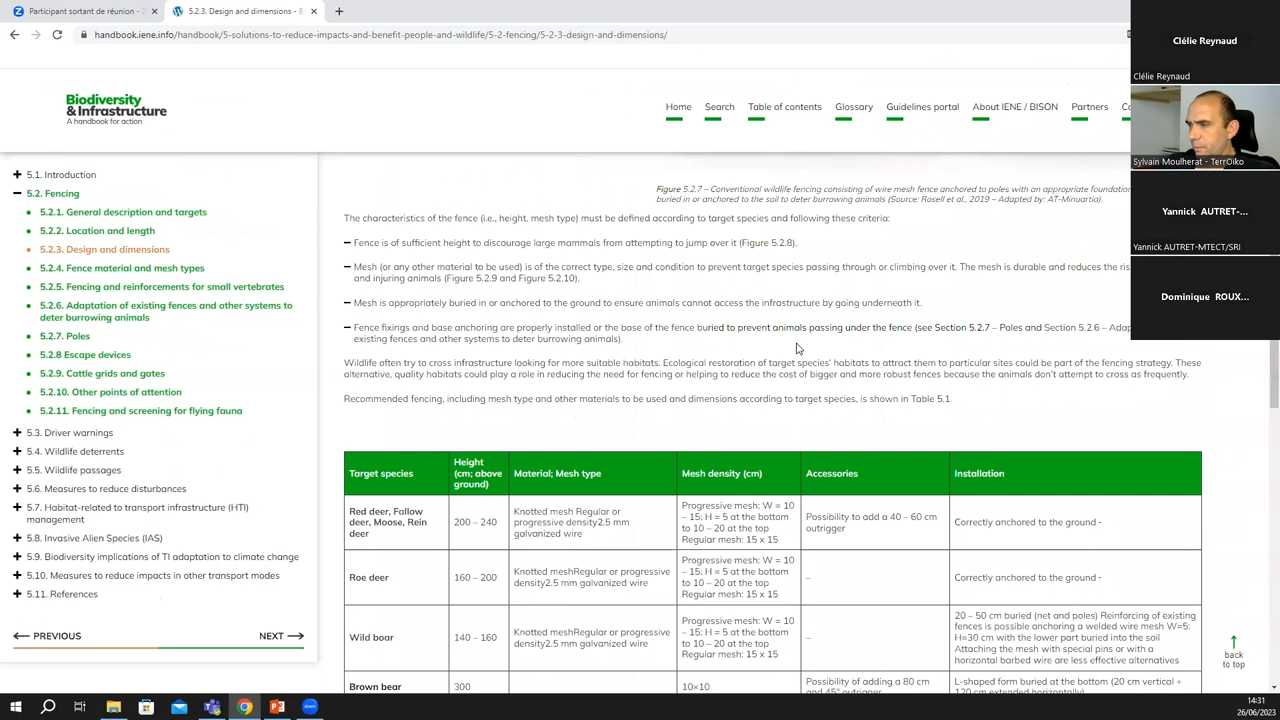 Participant sortant de réunion - Z
5.2.3. Design and dimensions - B
handbook.iene.info/handbook/5-solutions-to-reduce-impacts-and-benefit-people-and-wildlife/5-2-fencing/5-2-3-design-and-dimensions/
Biodiversity
& Infrastructure
A handbook for action
Home Search Table of contents Glossary Guidelines portal About IENE / BISON Partners
Clélie Reynaud
Clélie Reynaud
Sylvain Moulherat - TerrOïko
Yannick AUTRET-...
Yannick AUTRET-MTECT/SRI
Dominique ROUX...
5.1. Introduction
5.2. Fencing
5.2.1. General description and targets
5.2.2. Location and length
5.2.3. Design and dimensions
5.2.4. Fence material and mesh types
5.2.5. Fencing and reinforcements for small vertebrates
5.2.6. Adaptation of existing fences and other systems to
deter burrowing animals
5.2.7. Poles
5.2.8 Escape devices
5.2.9. Cattle grids and gates
5.2.10. Other points of attention
5.2.11. Fencing and screening for flying fauna
5.3. Driver warnings
5.4. Wildlife deterrents
5.5. Wildlife passages
5.6. Measures to reduce disturbances
5.7. Habitat-related to transport infrastructure (HTI)
management
5.8. Invasive Alien Species (IAS)
5.9. Biodiversity implications of TI adaptation to climate change
5.10. Measures to reduce impacts in other transport modes
5.11. References
PREVIOUS
NEXT
Figure 5.2.7 – Conventional wildlife fencing consisting of wire mesh fence anchored to poles with an appropriate foundation
buried in or anchored to the soil to deter burrowing animals (Source: Rosell et al., 2019 – Adapted by: AT-Minuartia).
The characteristics of the fence (i.e., height, mesh type) must be defined according to target species and following these criteria:
Fence is of sufficient height to discourage large mammals from attempting to jump over it (Figure 5.2.8).
Mesh (or any other material to be used) is of the correct type, size and condition to prevent target species passing through or climbing over it. The mesh is durable and reduces the
and injuring animals (Figure 5.2.9 and Figure 5.2.10).
Mesh is appropriately buried in or anchored to the ground to ensure animals cannot access the infrastructure by going underneath it.
Fence fixings and base anchoring are properly installed or the base of the fence buried to prevent animals passing under the fence (see Section 5.2.7 – Poles and Section 5.2.6 –
existing fences and other systems to deter burrowing animals).
Wildlife often try to cross infrastructure looking for more suitable habitats. Ecological restoration of target species' habitats to attract them to particular sites could be part of the fencing strategy. These
alternative, quality habitats could play a role in reducing the need for fencing or helping to reduce the cost of bigger and more robust fences because the animals don't attempt to cross as frequently.
Recommended fencing, including mesh type and other materials to be used and dimensions according to target species, is shown in Table 5.1.
Target species
Height
(cm; above
ground)
Material; Mesh type
Mesh density (cm)
Accessories
Installation
Red deer, Fallow
deer, Moose, Rein
deer
200 – 240
Knotted mesh Regular or
progressive density2.5 mm
galvanized wire
Progressive mesh: W = 10
– 15; H = 5 at the bottom
to 10 – 20 at the top
Regular mesh: 15 x 15
Possibility to add a 40 – 60 cm
outrigger
Correctly anchored to the ground -
Roe deer
160 – 200
Knotted meshRegular or progressive
density2.5 mm galvanized wire
Progressive mesh: W = 10
– 15; H = 5 at the bottom
to 10 – 20 at the top
Regular mesh: 15 x 15
–
Correctly anchored to the ground -
Wild boar
140 – 160
Knotted meshRegular or progressive
density2.5 mm galvanized wire
Progressive mesh: W = 10
– 15; H = 5 at the bottom
to 10 – 20 at the top
Regular mesh: 15 x 15
–
20 – 50 cm buried (net and poles) Reinforcing of existing
fences is possible anchoring a welded wire mesh W=5;
H=30 cm with the lower part buried into the soil
Attaching the mesh with special pins or with a
horizontal barbed wire are less effective alternatives
Brown bear
300
10×10
Possibility of adding a 80 cm
and 45° outrigger
L-shaped form buried at the bottom (20 cm vertical +
120 cm extended horizontally)
back
to top
zoom
14:31
26/06/2023